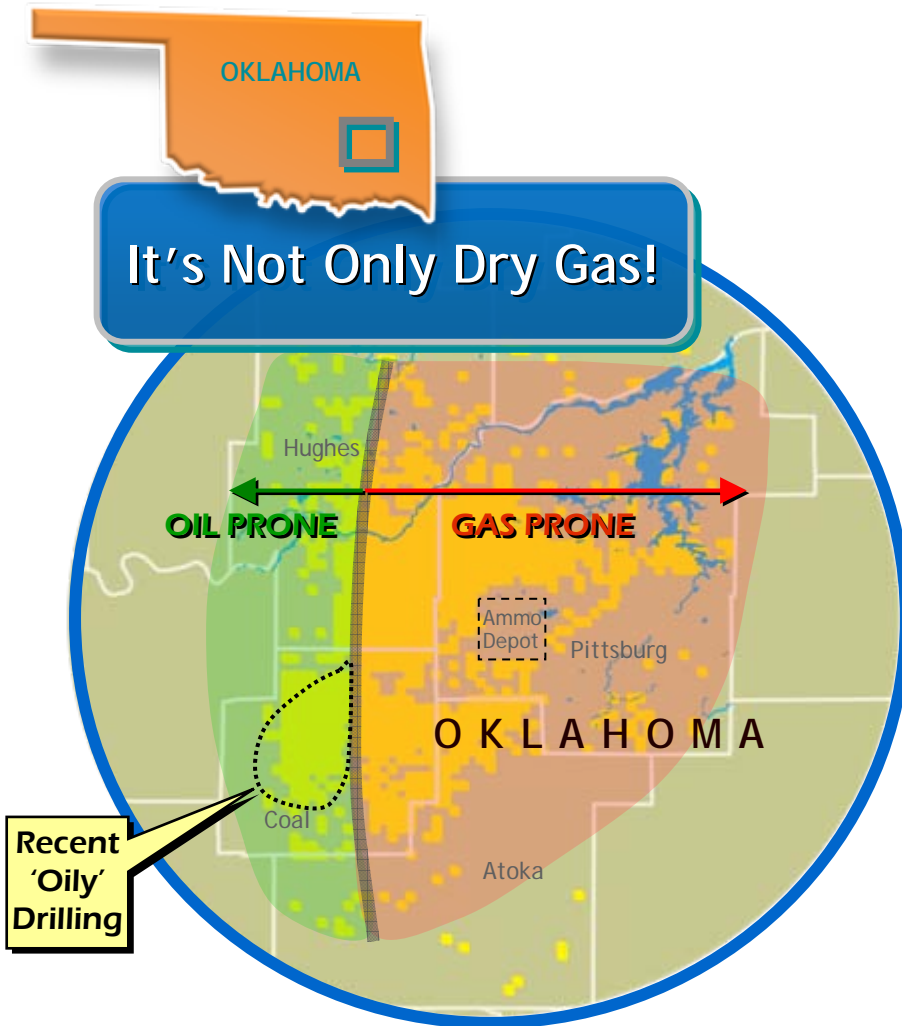 OKLAHOMA
It's Not Only Dry Gas!
Hughes
OIL PRONE
GAS PRONE
Ammo
Depot
Pittsburg
OKLAHOMA
Coal
Recent
'Oily'
Drilling
Atoka